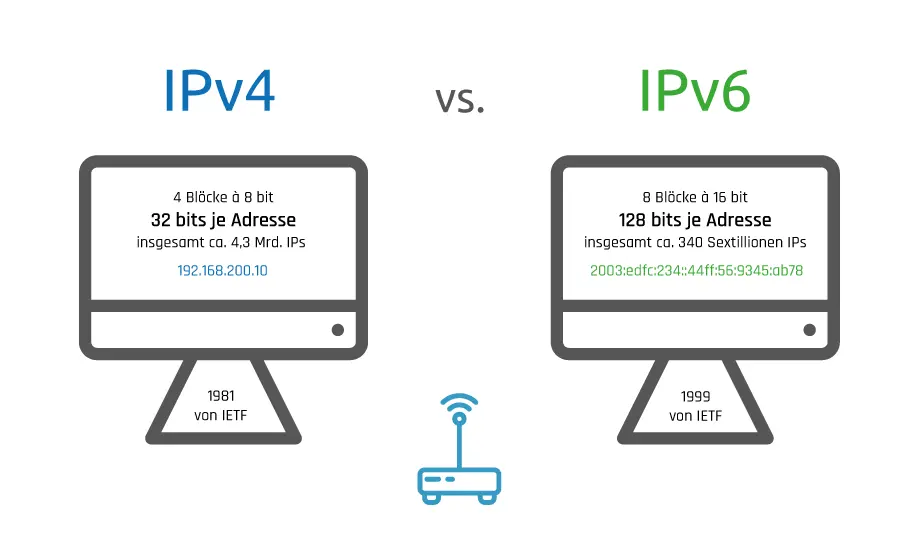 IPv4
vs.
IPv6
4 Blöcke à 8 bit
32 bits je Adresse
insgesamt ca. 4,3 Mrd. IPs
192.168.200.10
8 Blöcke à 16 bit
128 bits je Adresse
insgesamt ca. 340 Sextillionen IPs
2003:edfc:234::44ff:56:9345:ab78
1981
von IETF
1999
von IETF